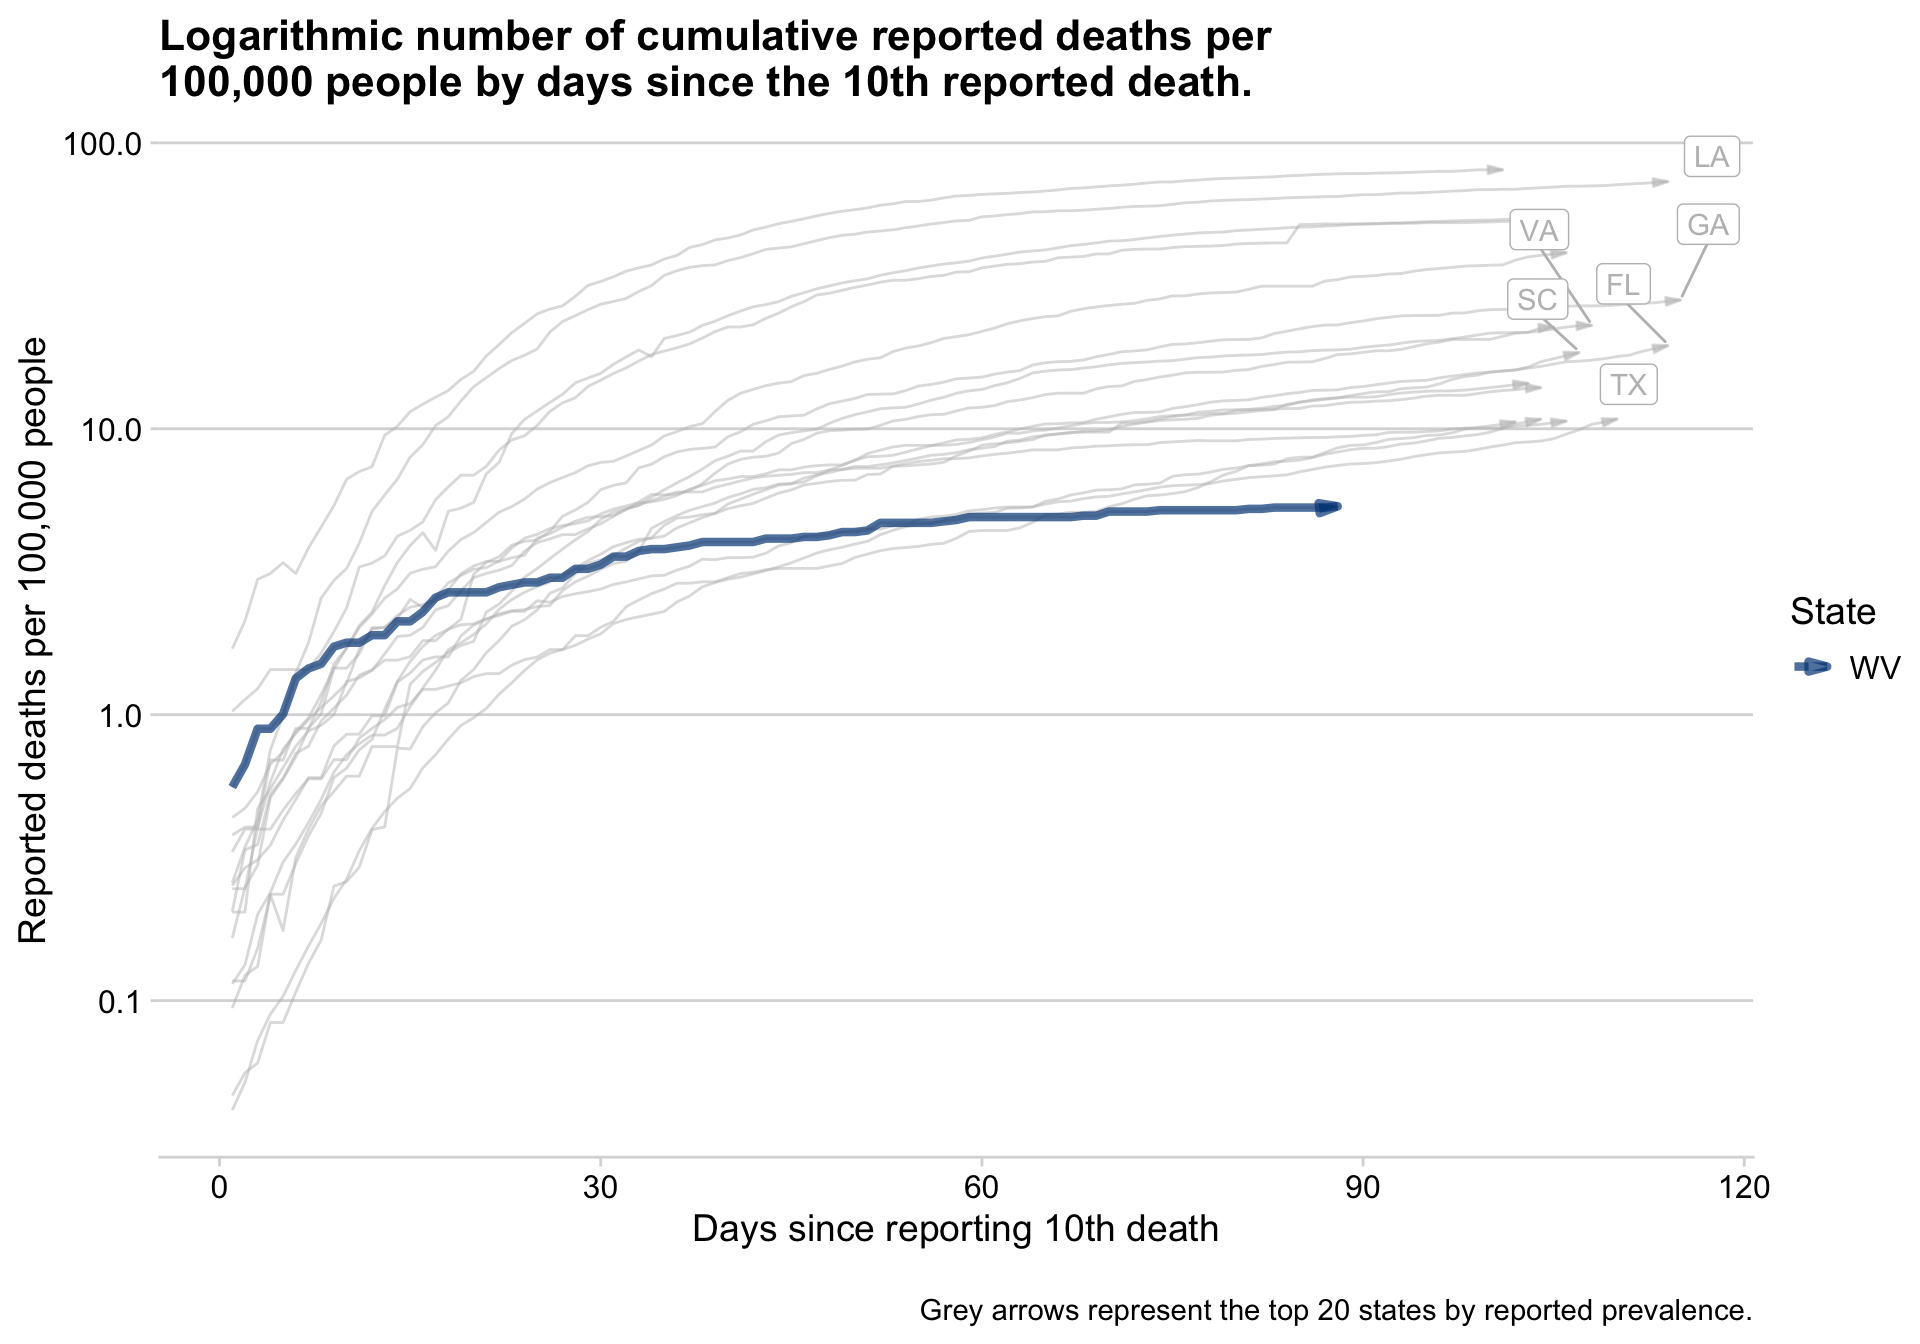 Logarithmic number of cumulative reported deaths per
100,000 people by days since the 10th reported death.
Reported deaths per 100,000 people
100.0
10.0
1.0
0.1
LA
GA
VA
FL
SC
TX
State
WV
0
30
60
90
120
Days since reporting 10th death
Grey arrows represent the top 20 states by reported prevalence.